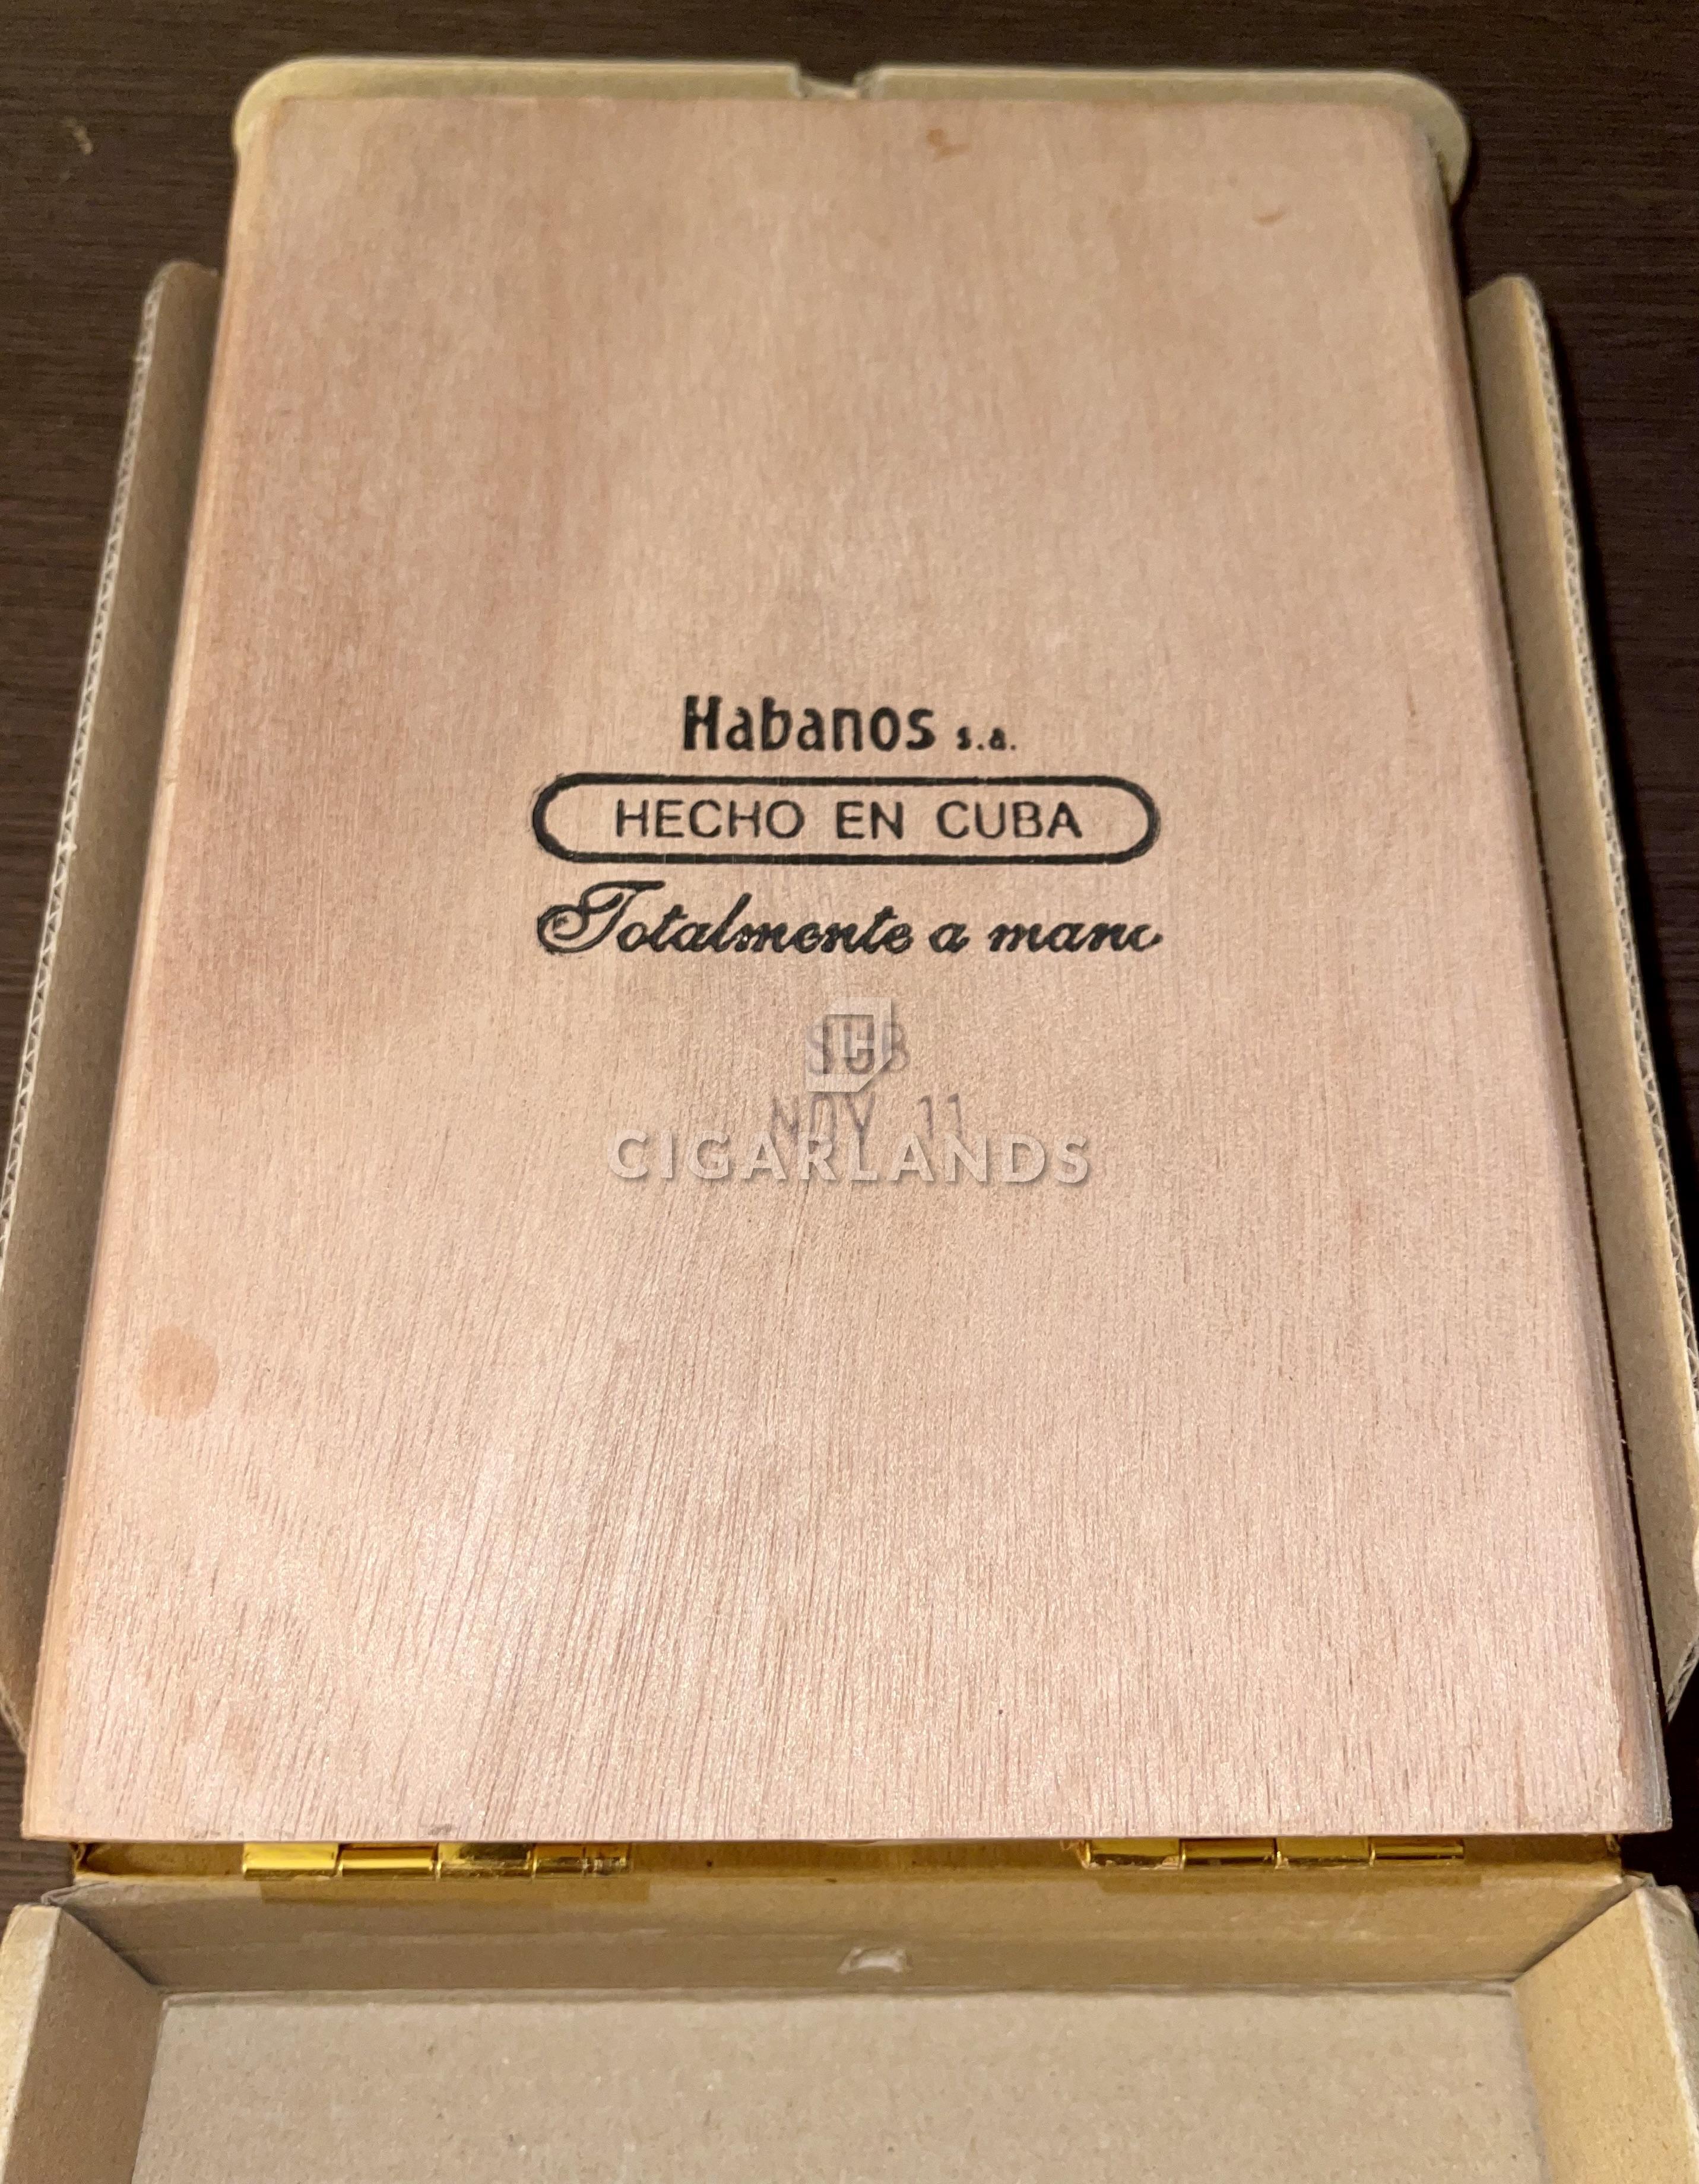 Habanos s.a.
HECHO EN CUBA
Totalmente a mano
NOV 11
CIGARLANDS